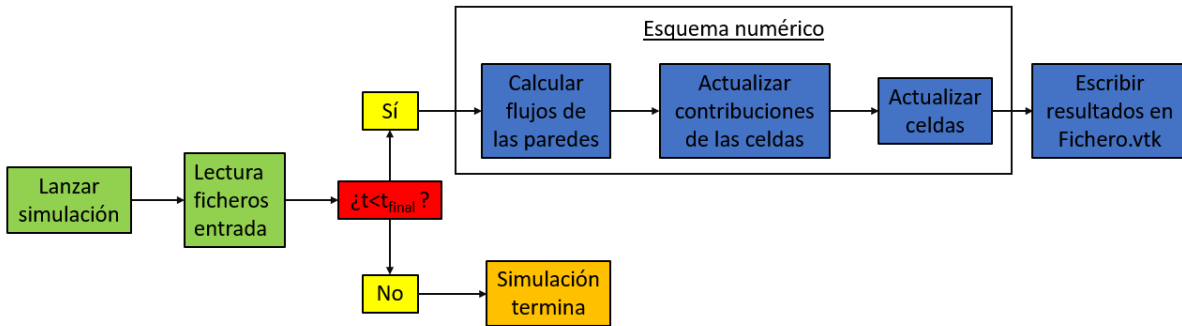 Esquema numérico
Calcular
flujos de
las paredes
Actualizar
contribuciones
de las celdas
Actualizar
celdas
Escribir
resultados en
Fichero.vtk
Sí
Lanzar
simulación
Lectura
ficheros
entrada
¿t<tfinal ?
No
Simulación
termina